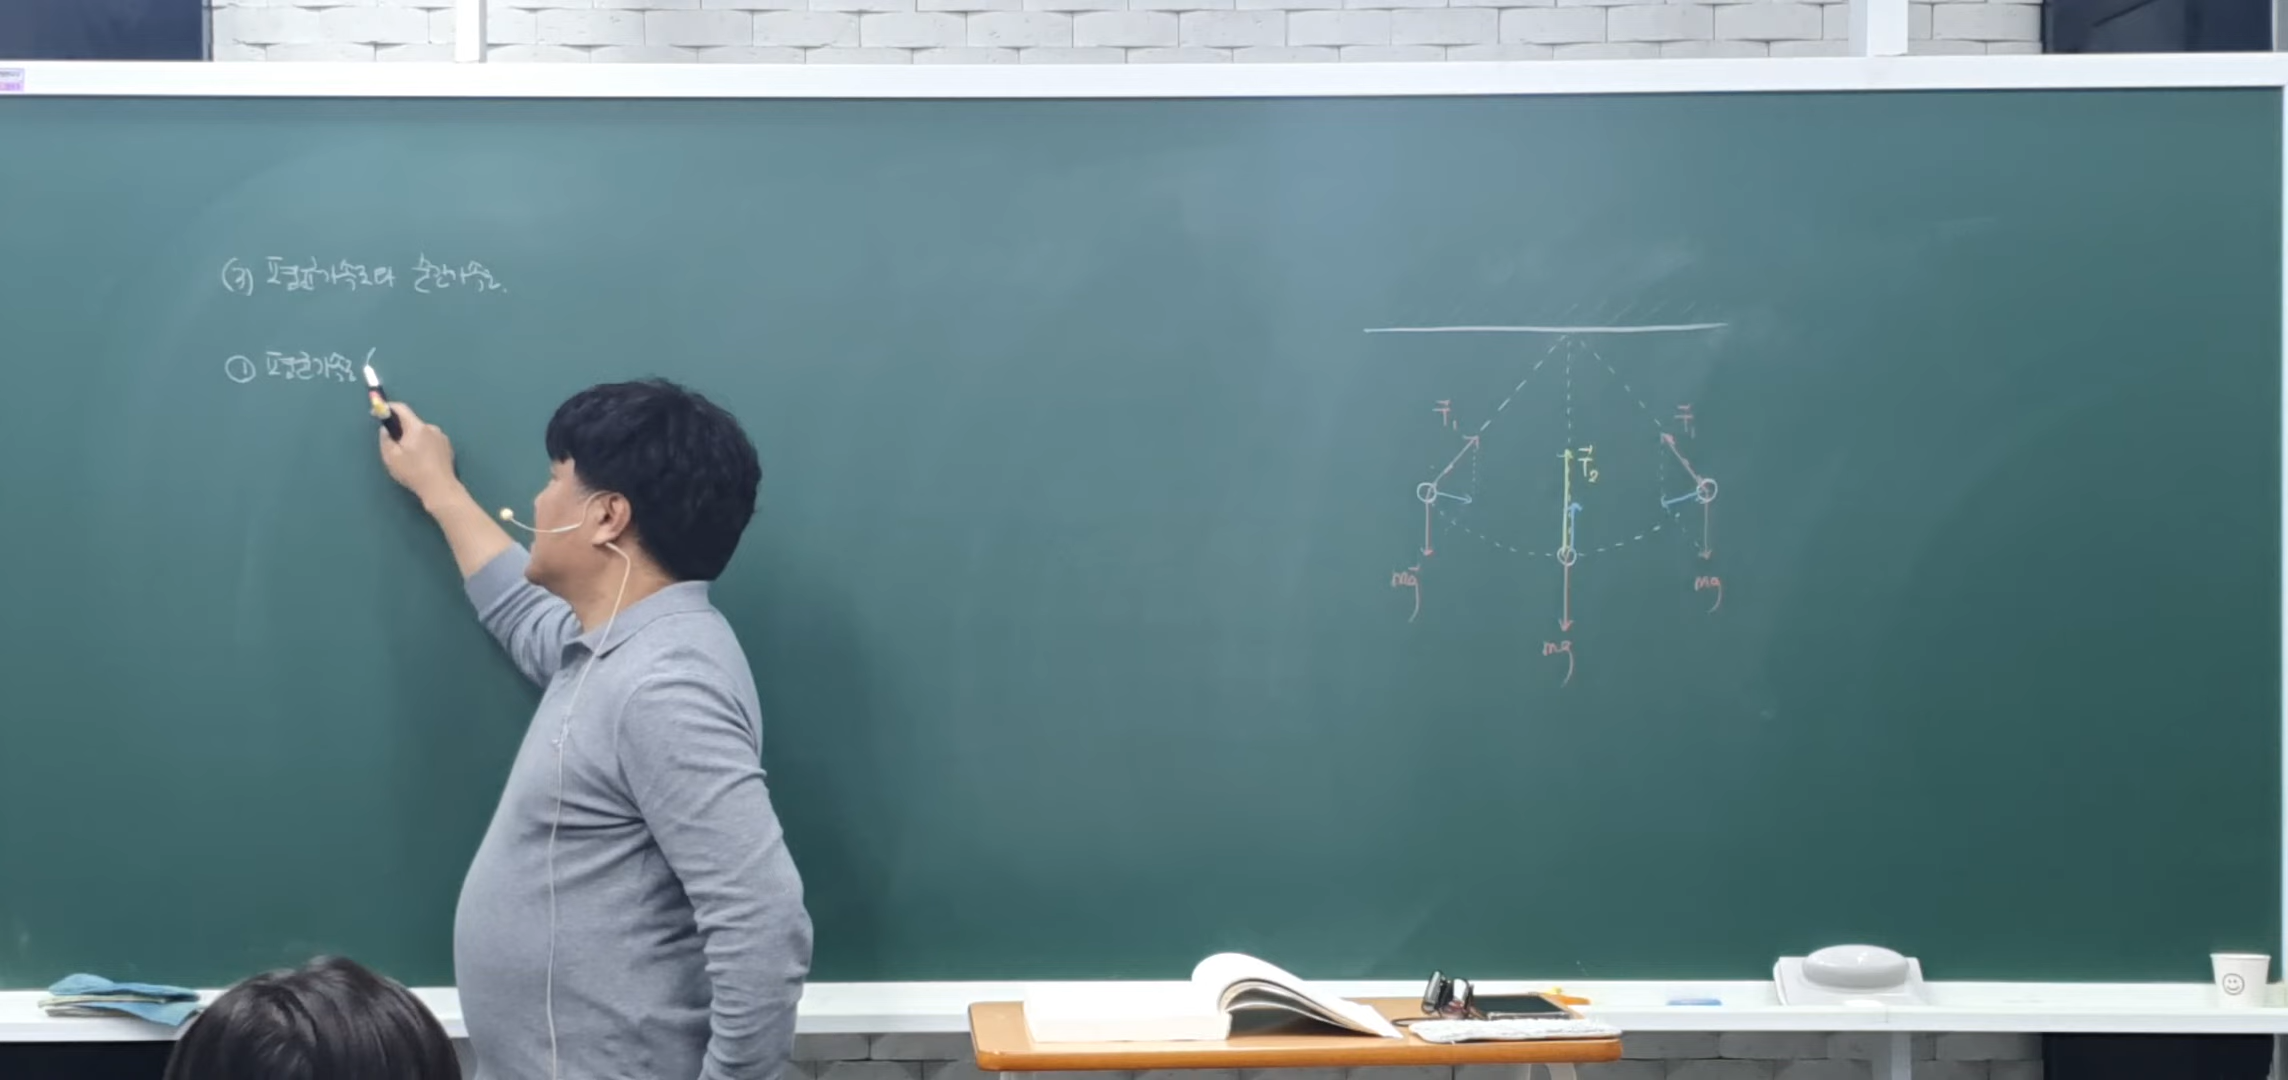 (3) 평균가속도와 순간가속도.
① 평균가속도 (
T₁
T₁
T₂
mg
mg
mg